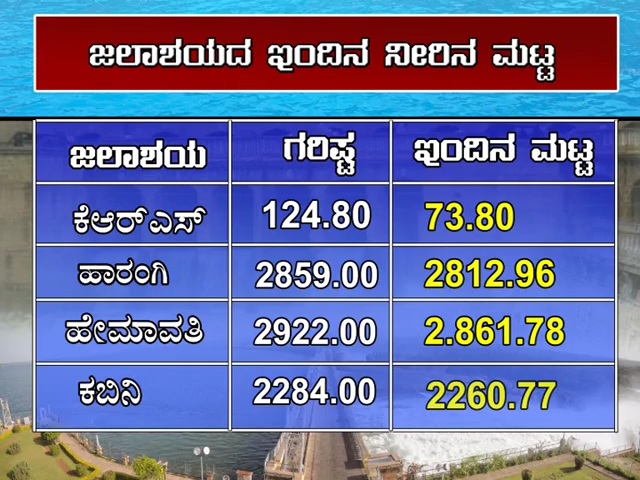 ಜಲಾಶಯದ ಇಂದಿನ ನೀರಿನ ಮಟ್ಟ
ಜಲಾಶಯ ಗರಿಷ್ಟ ಇಂದಿನ ಮಟ್ಟ
ಕೆಆರ್‌ಎಸ್ 124.80 73.80
ಹಾರಂಗಿ 2859.00 2812.96
ಹೇಮಾವತಿ 2922.00 2.861.78
ಕಬಿನಿ 2284.00 2260.77